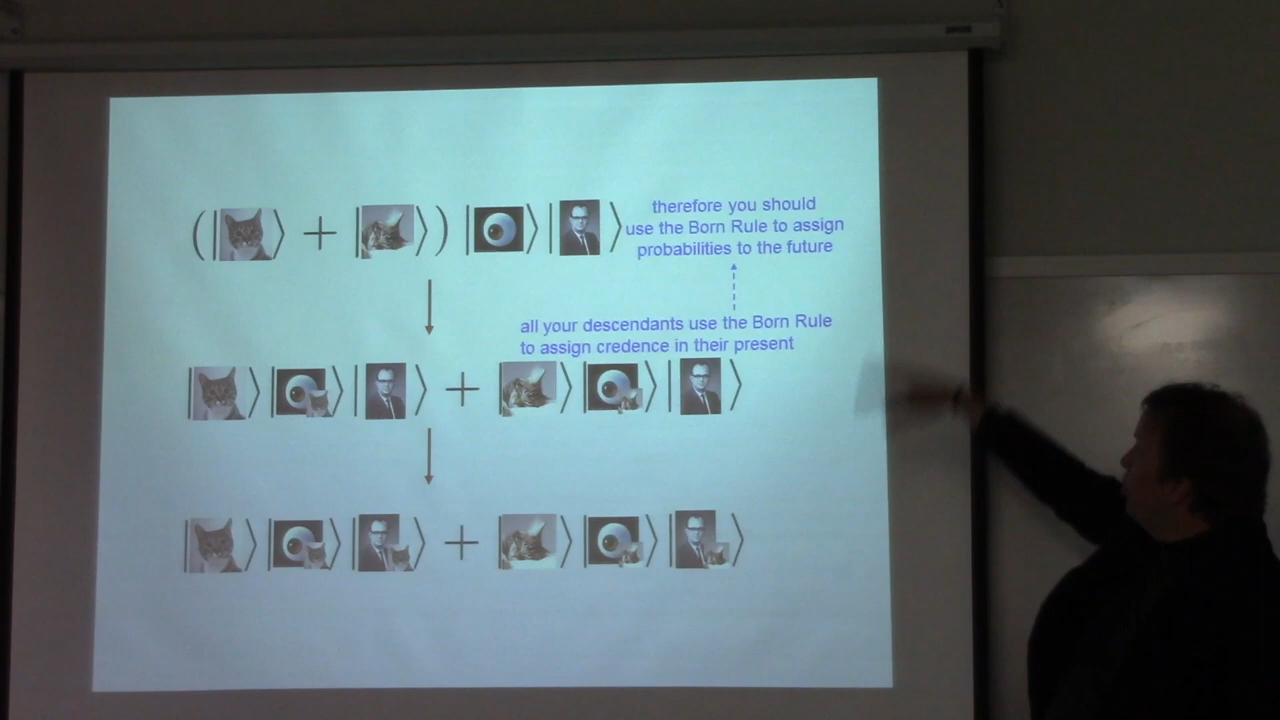 therefore you should
use the Born Rule to assign
probabilities to the future
all your descendants use the Born Rule
to assign credence in their present